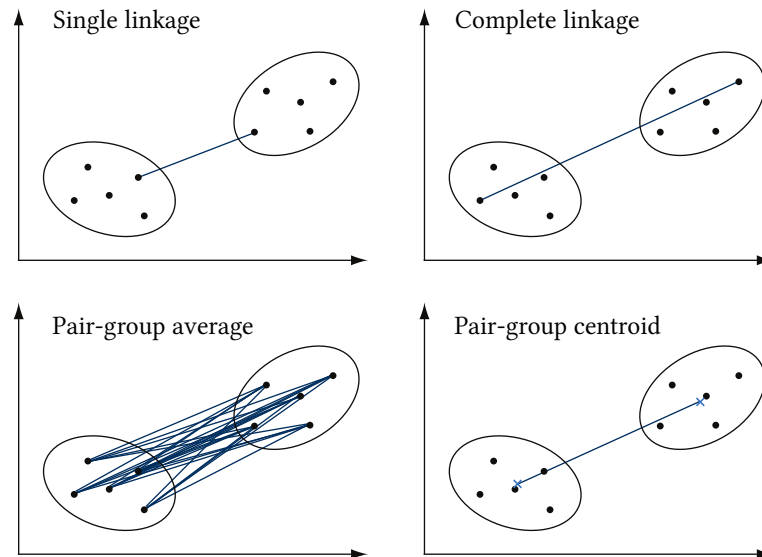 Single linkage
Complete linkage
Pair-group average
Pair-group centroid